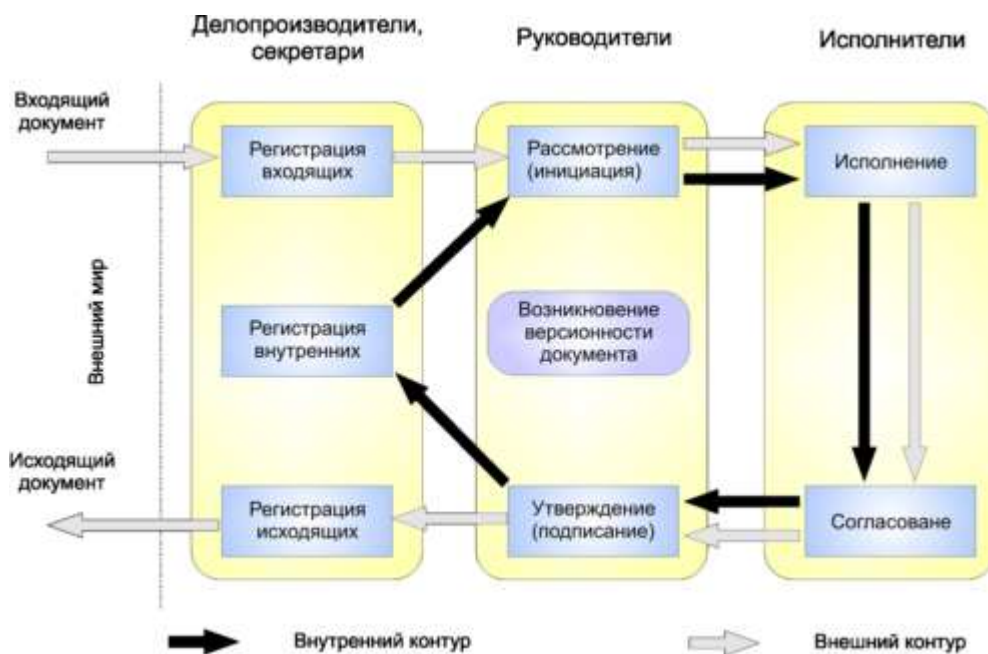 Делопроизводители,
секретари
Руководители
Исполнители
Входящий
документ
Регистрация
входящих
Рассмотрение
(инициация)
Исполнение
Внешний мир
Регистрация
внутренних
Возникновение
версионности
документа
Исходящий
документ
Регистрация
исходящих
Утверждение
(подписание)
Согласоване
Внутренний контур
Внешний контур